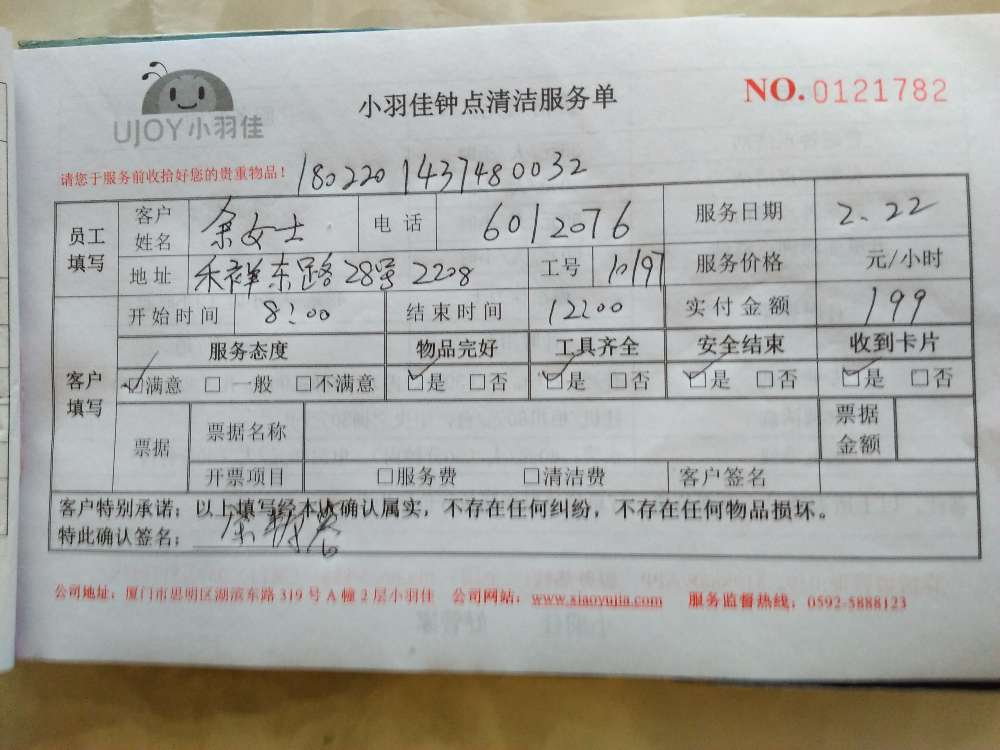 UJOY小羽佳
小羽佳钟点清洁服务单
NO.0121782
请您于服务前收拾好您的贵重物品！
1802201437480032
员工填写 客户姓名 余女士 电话 6012076 服务日期 2.22
地址 禾祥东路28号2208 工号 10197 服务价格 元/小时
客户填写 开始时间 8:00 结束时间 12:00 实付金额 199
服务态度 物品完好 工具齐全 安全结束 收到卡片
☑满意 □一般 □不满意 ☑是 □否 ☑是 □否 ☑是 □否 ☑是 □否
票据 票据名称 票据金额
开票项目 □服务费 □清洁费 客户签名
客户特别承诺：以上填写经本人确认属实，不存在任何纠纷，不存在任何物品损坏。
特此确认签名：余
公司地址：厦门市思明区湖滨东路319号A幢2层小羽佳 公司网站：www.xiaoyujia.com 服务监督热线：0592-5888123